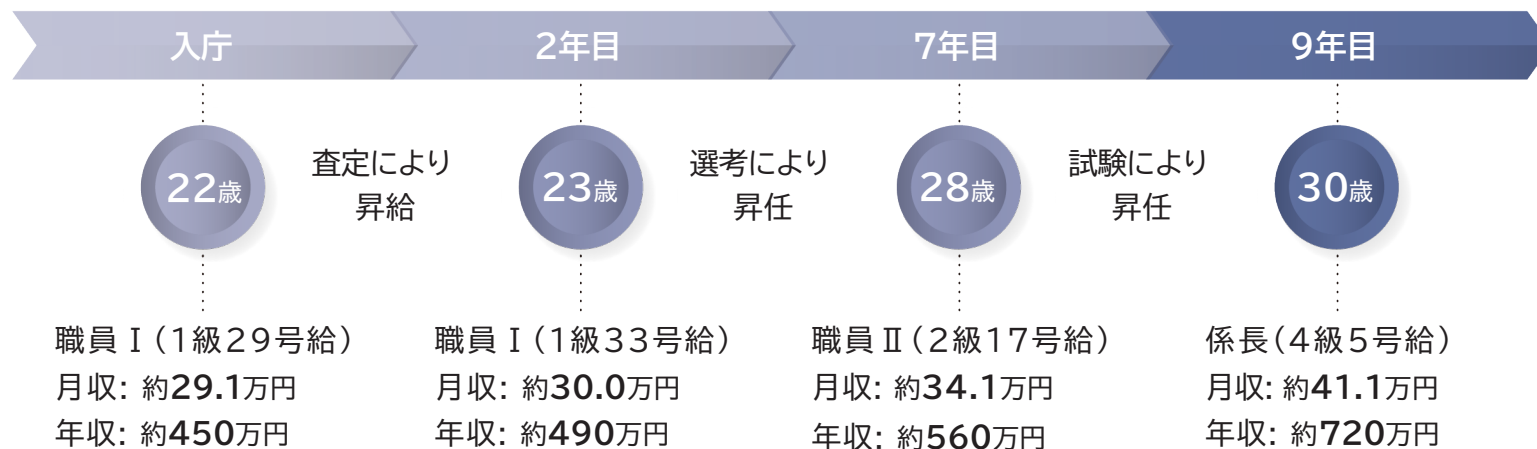 入庁
2年目
7年目
9年目
22歳
査定により
昇給
23歳
選考により
昇任
28歳
試験により
昇任
30歳
職員Ⅰ(1級29号給)
月収: 約29.1万円
年収: 約450万円
職員Ⅰ(1級33号給)
月収: 約30.0万円
年収: 約490万円
職員Ⅱ(2級17号給)
月収: 約34.1万円
年収: 約560万円
係長(4級5号給)
月収: 約41.1万円
年収: 約720万円